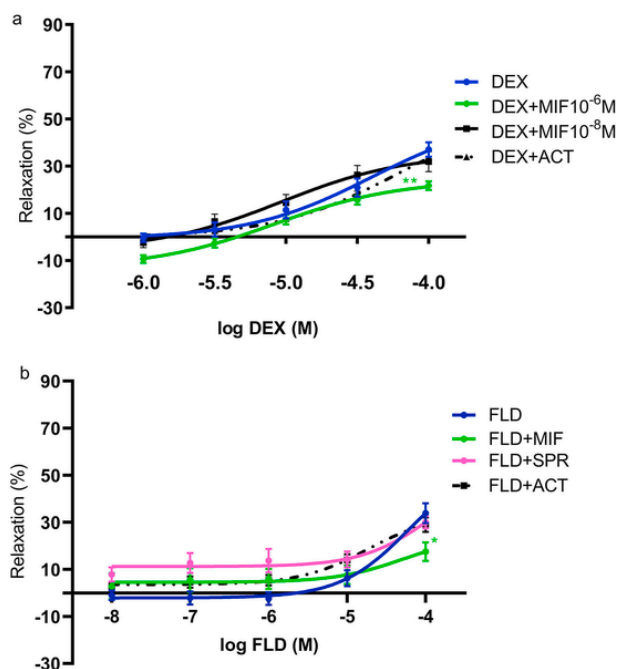 a
90
70
50
30
10
-10
-30
Relaxation (%)
-6.0 -5.5 -5.0 -4.5 -4.0
log DEX (M)
**
DEX
DEX+MIF10⁻⁶M
DEX+MIF10⁻⁸M
DEX+ACT
b
90
70
50
30
10
-10
-30
Relaxation (%)
-8 -7 -6 -5 -4
log FLD (M)
*
FLD
FLD+MIF
FLD+SPR
FLD+ACT